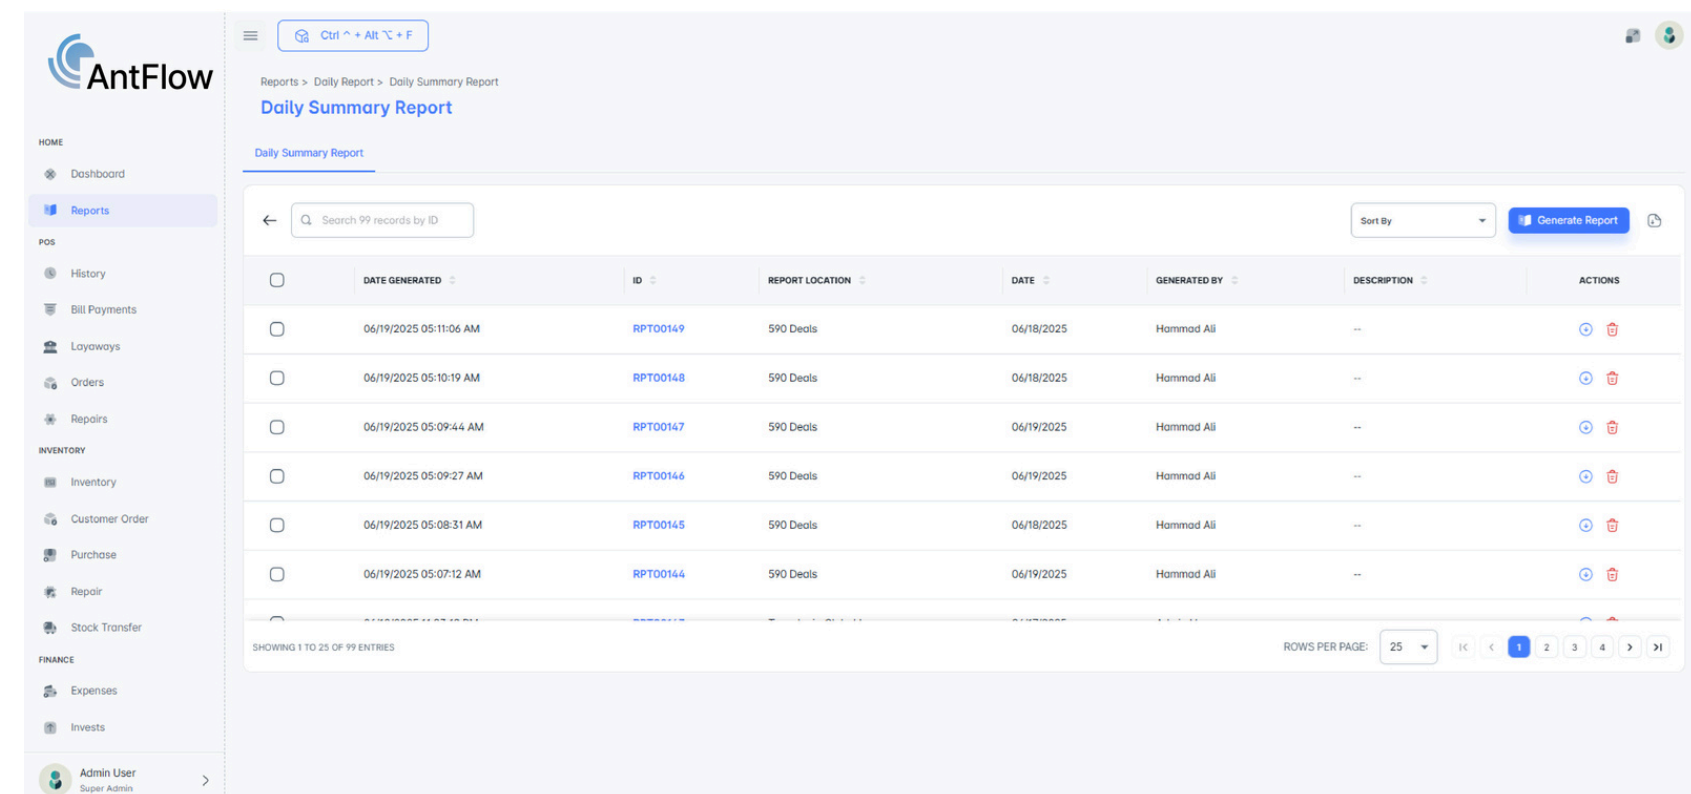 AntFlow
HOME
Dashboard
Reports
POS
History
Bill Payments
Layaways
Orders
Repairs
INVENTORY
Inventory
Customer Order
Purchase
Repair
Stock Transfer
FINANCE
Expenses
Invests
Admin User
Super Admin
Ctrl ^ + Alt ⌥ + F
Reports > Daily Report > Daily Summary Report
Daily Summary Report
Daily Summary Report
Search 99 records by ID
Sort By
Generate Report
DATE GENERATED ID REPORT LOCATION DATE GENERATED BY DESCRIPTION ACTIONS
06/19/2025 05:11:06 AM RPT00149 590 Deals 06/18/2025 Hammad Ali --
06/19/2025 05:10:19 AM RPT00148 590 Deals 06/18/2025 Hammad Ali --
06/19/2025 05:09:44 AM RPT00147 590 Deals 06/19/2025 Hammad Ali --
06/19/2025 05:09:27 AM RPT00146 590 Deals 06/19/2025 Hammad Ali --
06/19/2025 05:08:31 AM RPT00145 590 Deals 06/18/2025 Hammad Ali --
06/19/2025 05:07:12 AM RPT00144 590 Deals 06/19/2025 Hammad Ali --
SHOWING 1 TO 25 OF 99 ENTRIES
ROWS PER PAGE: 25 1 2 3 4